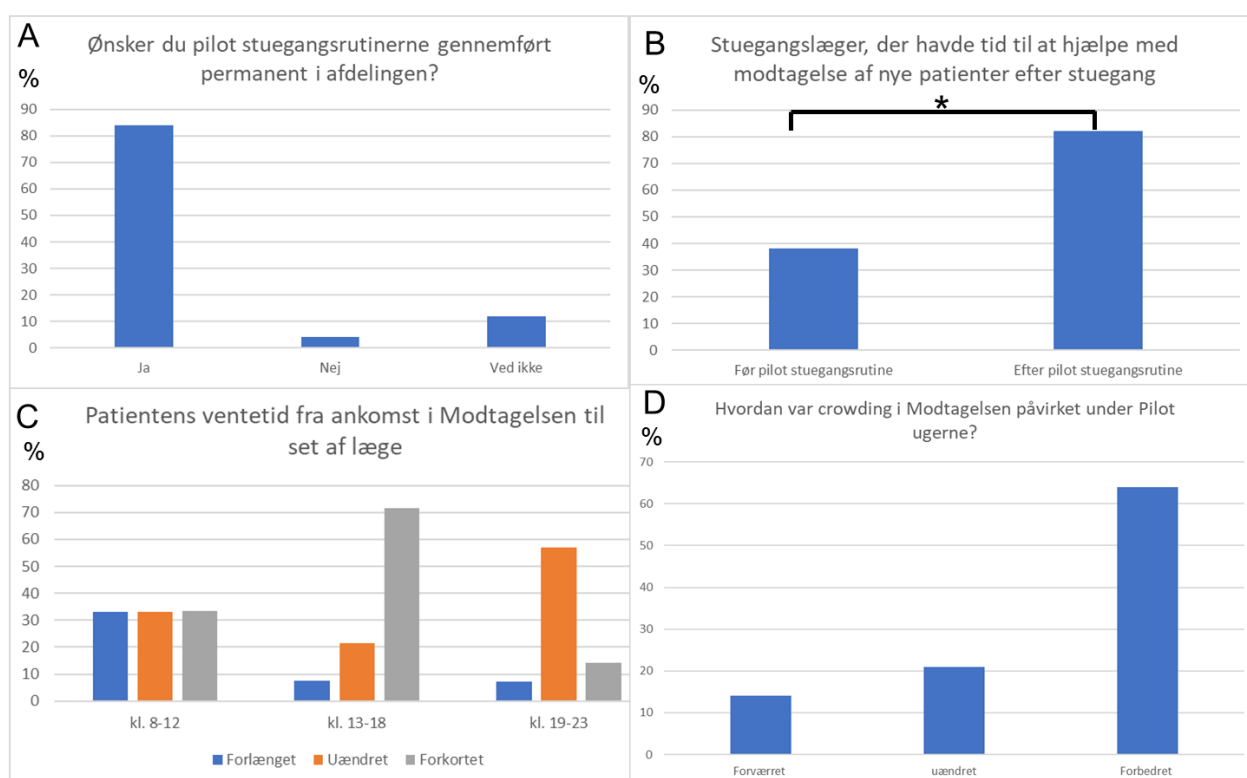 A
Ønsker du pilot stuegangsrutinerne gennemført
permanent i afdelingen?
%
90
80
70
60
50
40
30
20
10
0
Ja
Nej
Ved ikke
B
Stuegangslæger, der havde tid til at hjælpe med
modtagelse af nye patienter efter stuegang
%
*
90
80
70
60
50
40
30
20
10
0
Før pilot stuegangsrutine
Efter pilot stuegangsrutine
C
Patientens ventetid fra ankomst i Modtagelsen til
set af læge
%
80
70
60
50
40
30
20
10
0
kl. 8-12
kl. 13-18
kl. 19-23
Forlænget
Uændret
Forkortet
D
Hvordan var crowding i Modtagelsen påvirket under Pilot
ugerne?
%
70
60
50
40
30
20
10
0
Forværret
uændret
Forbedret